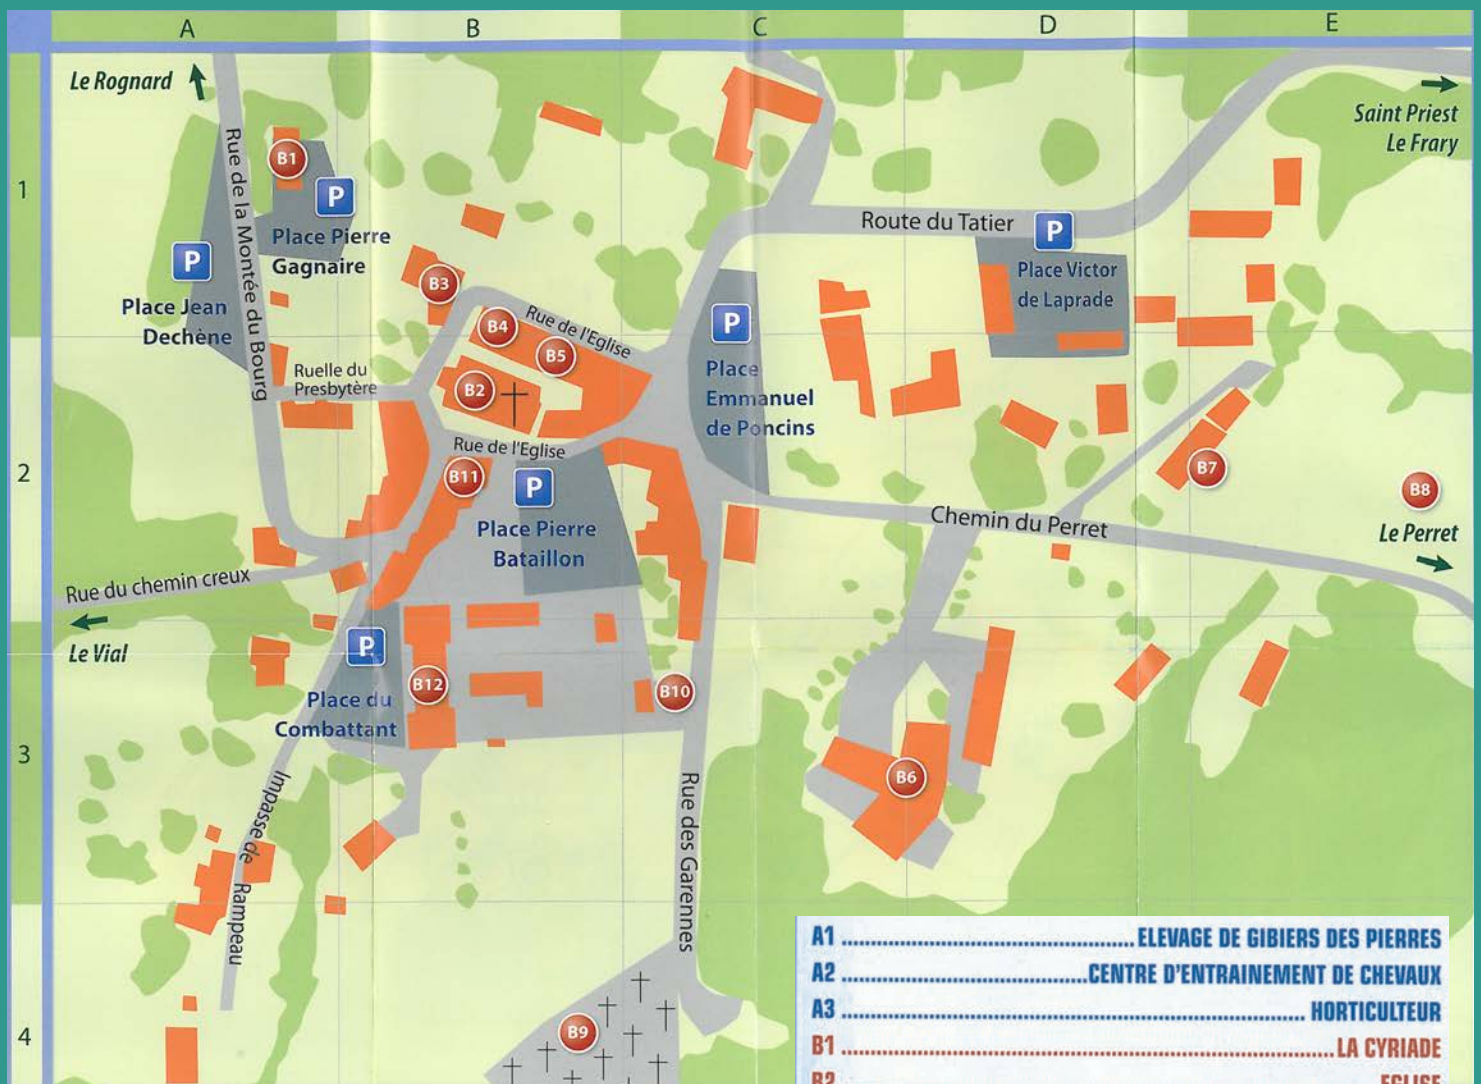 A B C D E
Le Rognard
Saint Priest
Le Frary
Rue de la Montée du Bourg
B1
1
P
Route du Tatier
P
Place Pierre
Gagnaire
P
Place Jean
Dechène
B3
Place Victor
de Laprade
B4
Rue de l'Eglise
P
B5
Ruelle du
Presbytère
B2
Place
Emmanuel
de Poncins
Rue de l'Eglise
2
B11
P
B7
B8
Place Pierre
Bataillon
Chemin du Perret
Le Perret
Rue du chemin creux
Le Vial
P
B12
B10
Place du
Combattant
3
B6
Impasse de Rampeau
Rue des Garennes
4
B9
A1 ELEVAGE DE GIBIERS DES PIERRES
A2 CENTRE D'ENTRAINEMENT DE CHEVAUX
A3 HORTICULTEUR
B1 LA CYRIADE
B2 EGLISE